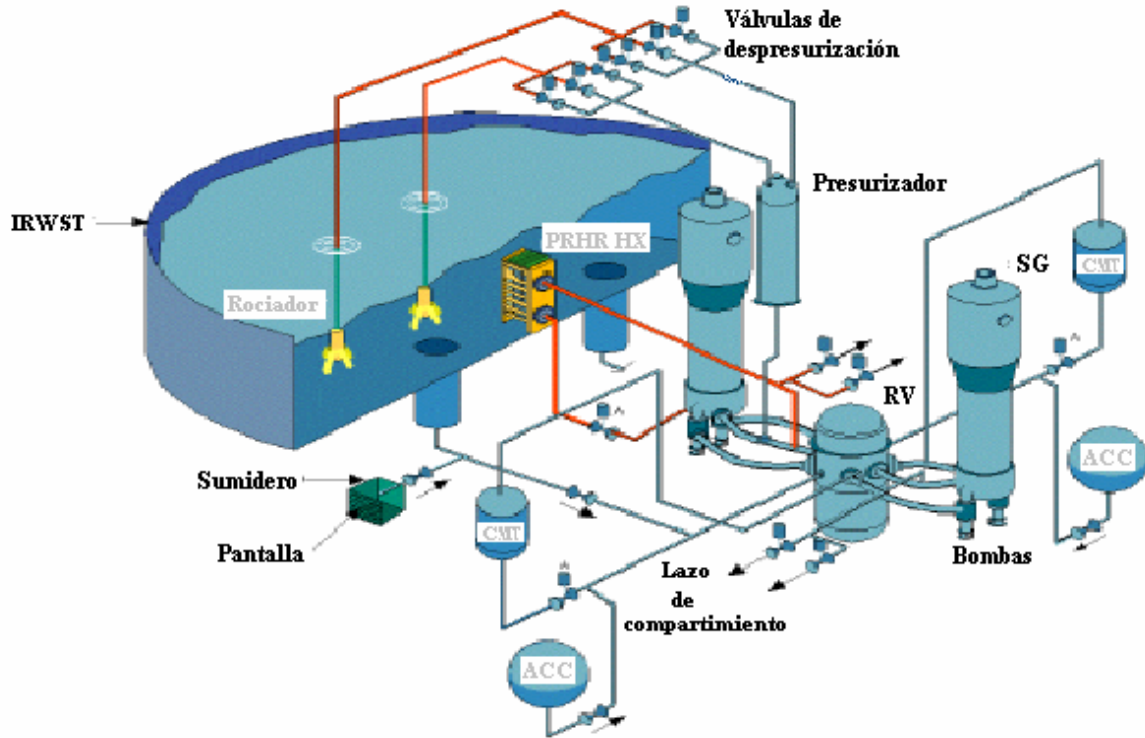 Válvulas de
despresurización
Presurizador
IRWST
PRHR HX
SG
CMT
Rociador
RV
ACC
Sumidero
CMT
Pantalla
Lazo
de
compartimiento
Bombas
ACC